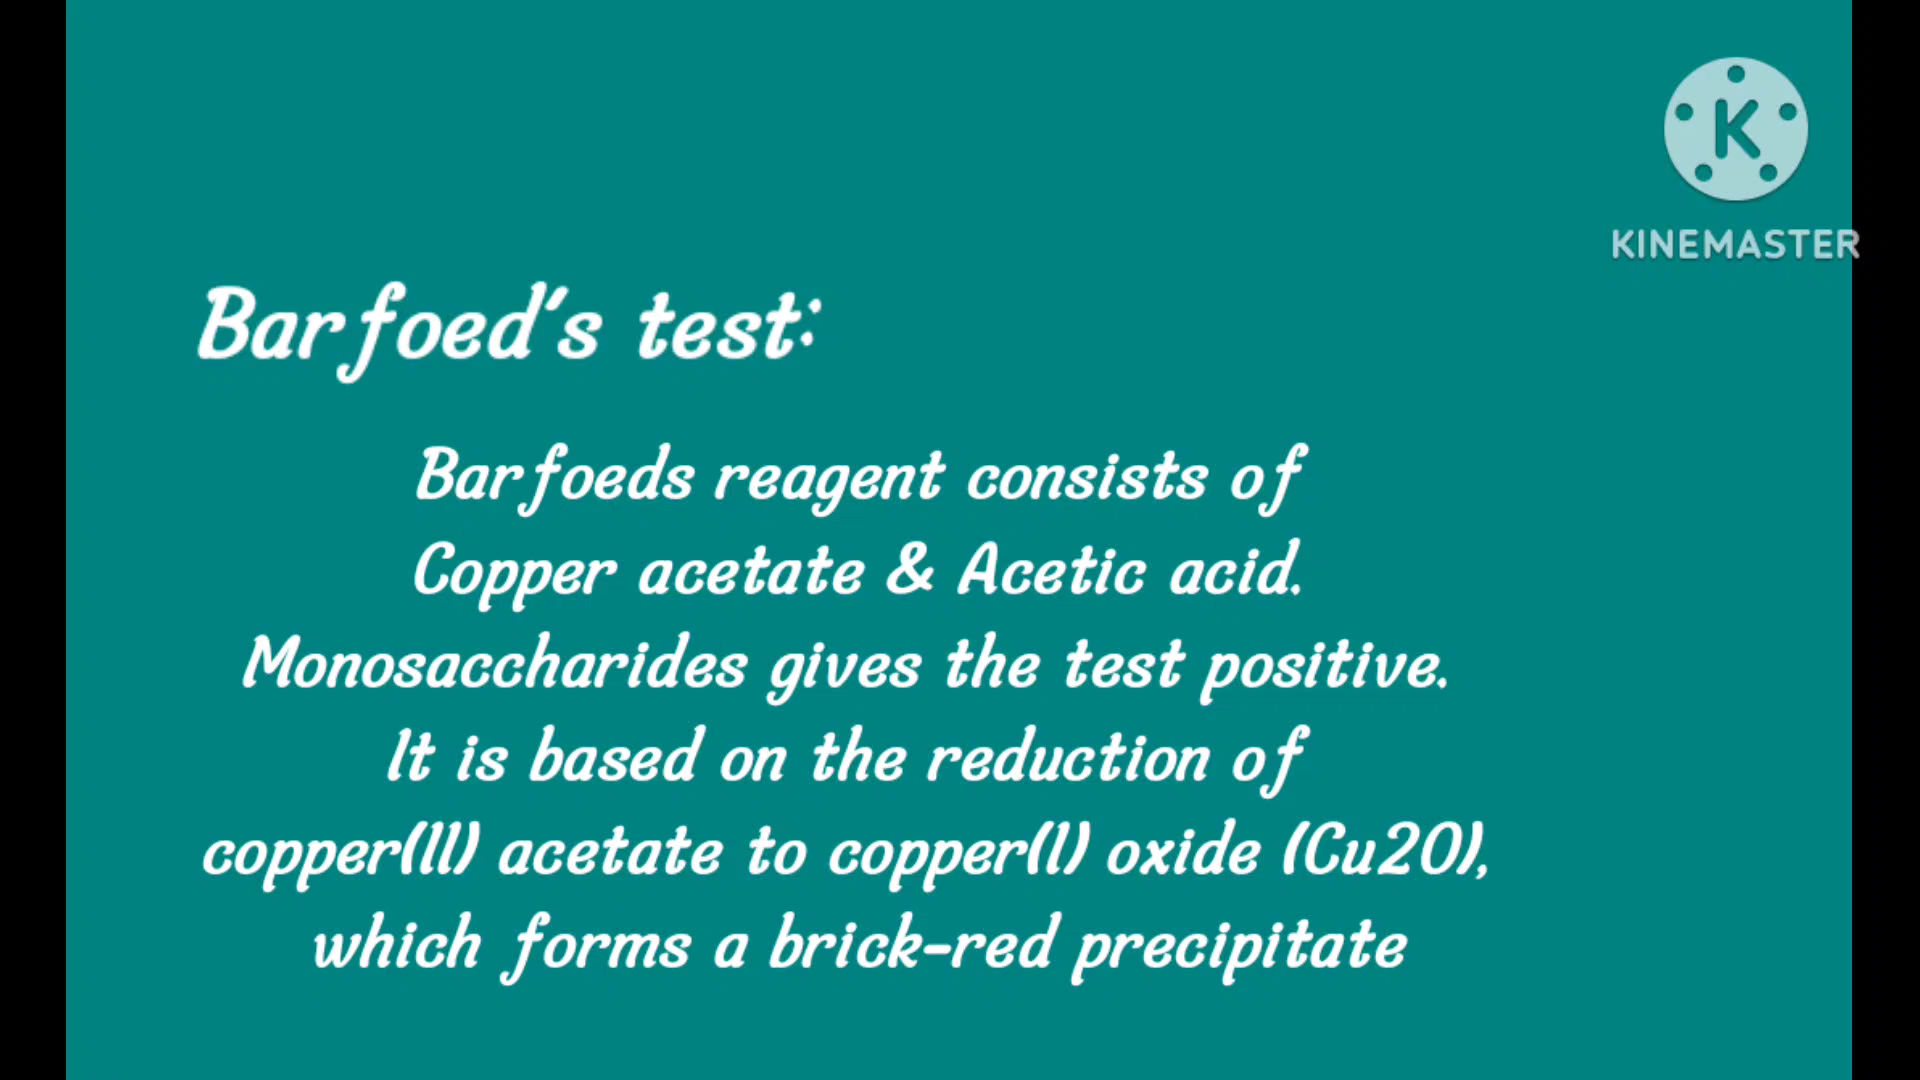 K
KINEMASTER
Barfoed's test:
Barfoeds reagent consists of
Copper acetate & Acetic acid.
Monosaccharides gives the test positive.
It is based on the reduction of
copper(ll) acetate to copper(l) oxide (Cu2O),
which forms a brick-red precipitate